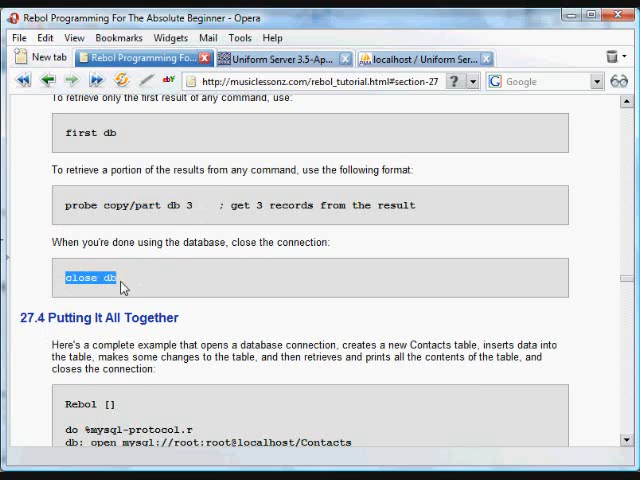 Rebol Programming For The Absolute Beginner - Opera
File Edit View Bookmarks Widgets Mail Tools Help
New tab Rebol Programming Fo... Uniform Server 3.5-Ap... localhost / Uniform Ser...
http://musiclessonz.com/rebol_tutorial.html#section-27 ? Google
To retrieve only the first result of any command, use:
first db
To retrieve a portion of the results from any command, use the following format:
probe copy/part db 3 ; get 3 records from the result
When you're done using the database, close the connection:
close db
27.4 Putting It All Together
Here's a complete example that opens a database connection, creates a new Contacts table, inserts data into
the table, makes some changes to the table, and then retrieves and prints all the contents of the table, and
closes the connection:
Rebol []
do %mysql-protocol.r
db: open mysql://root:root@localhost/Contacts